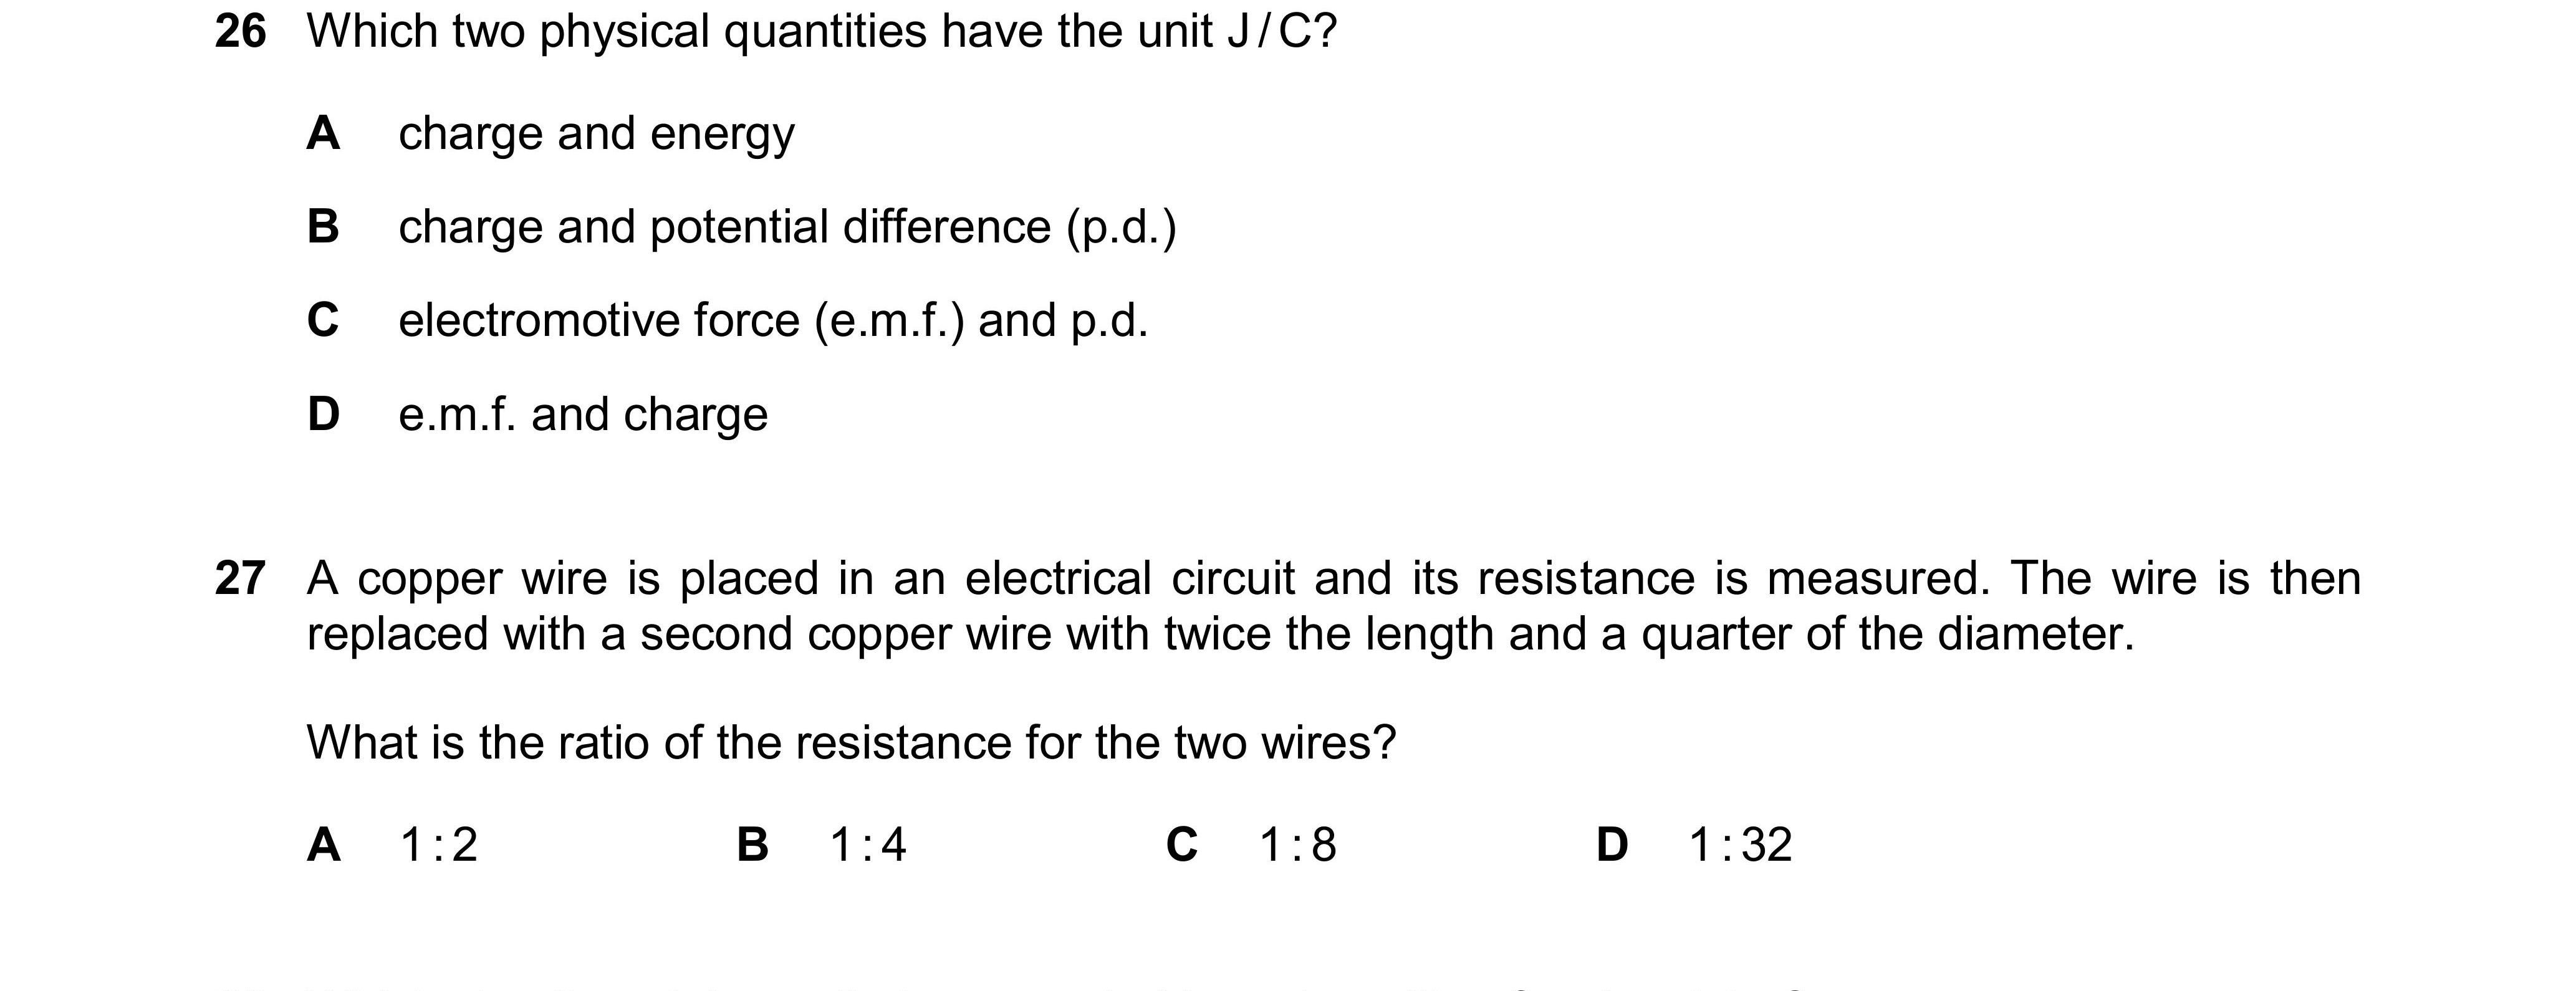 26 Which two physical quantities have the unit J / C?
A charge and energy
B charge and potential difference (p.d.)
C electromotive force (e.m.f.) and p.d.
D e.m.f. and charge
27 A copper wire is placed in an electrical circuit and its resistance is measured. The wire is then
replaced with a second copper wire with twice the length and a quarter of the diameter.
What is the ratio of the resistance for the two wires?
A 1 : 2 B 1 : 4 C 1 : 8 D 1 : 32